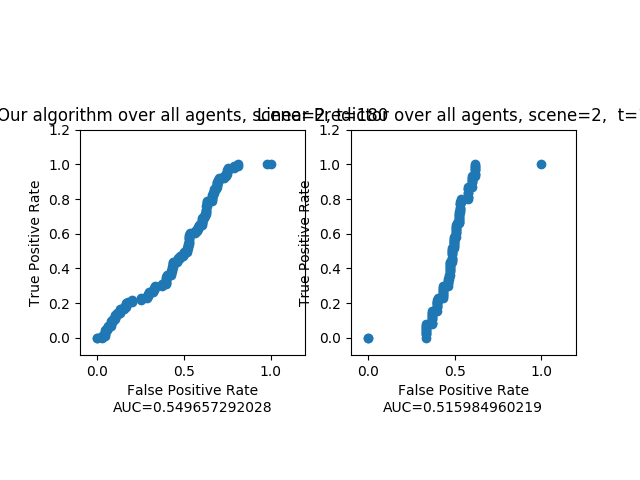 Our algorithm over all agents, scene=2, t=180
Linear Predictor over all agents, scene=2, t=
1.2
1.0
0.8
0.6
0.4
0.2
0.0
True Positive Rate
0.0
0.5
1.0
False Positive Rate
AUC=0.549657292028
1.2
1.0
0.8
0.6
0.4
0.2
0.0
True Positive Rate
0.0
0.5
1.0
False Positive Rate
AUC=0.515984960219